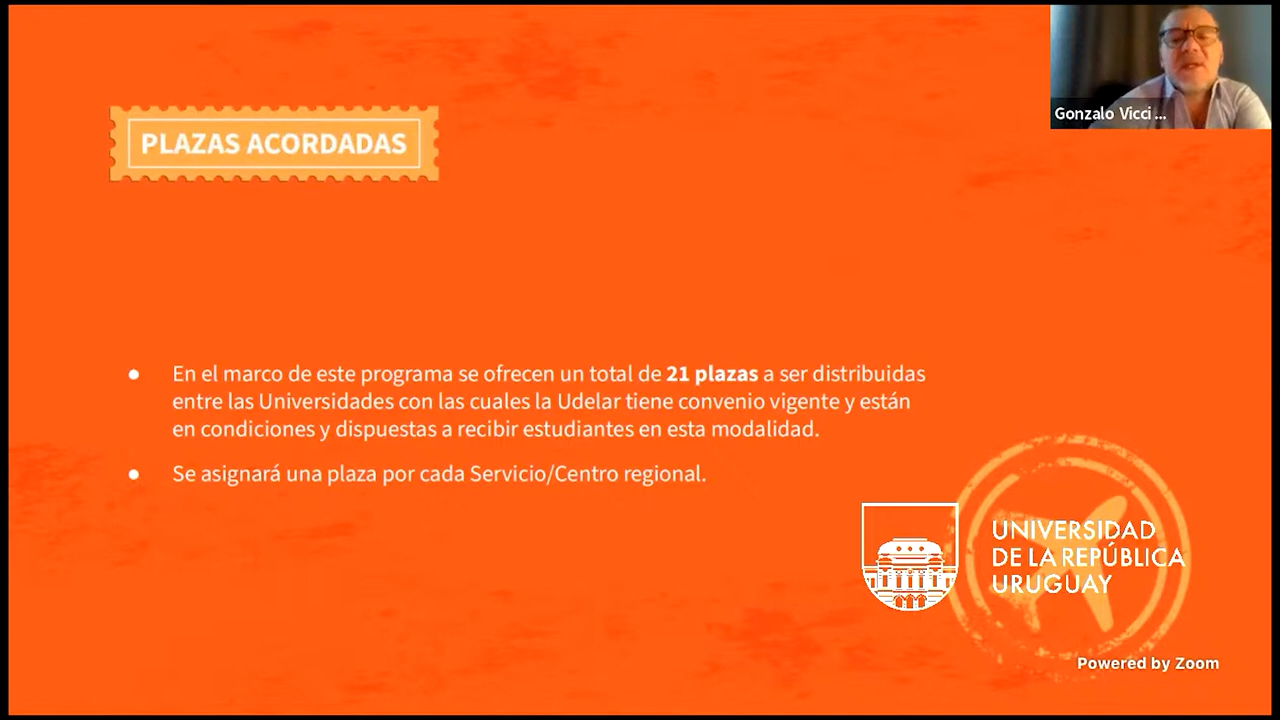 Gonzalo Vicci ...
PLAZAS ACORDADAS
● En el marco de este programa se ofrecen un total de 21 plazas a ser distribuidas
entre las Universidades con las cuales la Udelar tiene convenio vigente y están
en condiciones y dispuestas a recibir estudiantes en esta modalidad.
● Se asignará una plaza por cada Servicio/Centro regional.
UNIVERSIDAD
DE LA REPÚBLICA
URUGUAY
Powered by Zoom